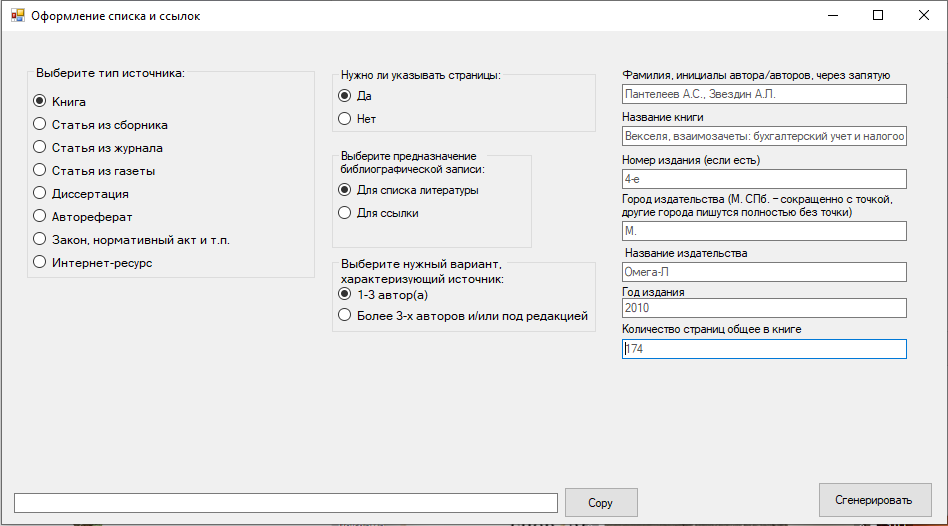 Оформление списка и ссылок
Выберите тип источника:
Книга
Статья из сборника
Статья из журнала
Статья из газеты
Диссертация
Автореферат
Закон, нормативный акт и т.п.
Интернет-ресурс
Нужно ли указывать страницы:
Да
Нет
Выберите предназначение
библиографической записи:
Для списка литературы
Для ссылки
Выберите нужный вариант,
характеризующий источник:
1-3 автор(а)
Более 3-х авторов и/или под редакцией
Фамилия, инициалы автора/авторов, через запятую
Пантелеев А.С., Звездин А.Л.
Название книги
Векселя, взаимозачеты: бухгалтерский учет и налогоо
Номер издания (если есть)
4-е
Город издательства (М. СПб. – сокращенно с точкой,
другие города пишутся полностью без точки)
М.
Название издательства
Омега-Л
Год издания
2010
Количество страниц общее в книге
174
Copy
Сгенерировать